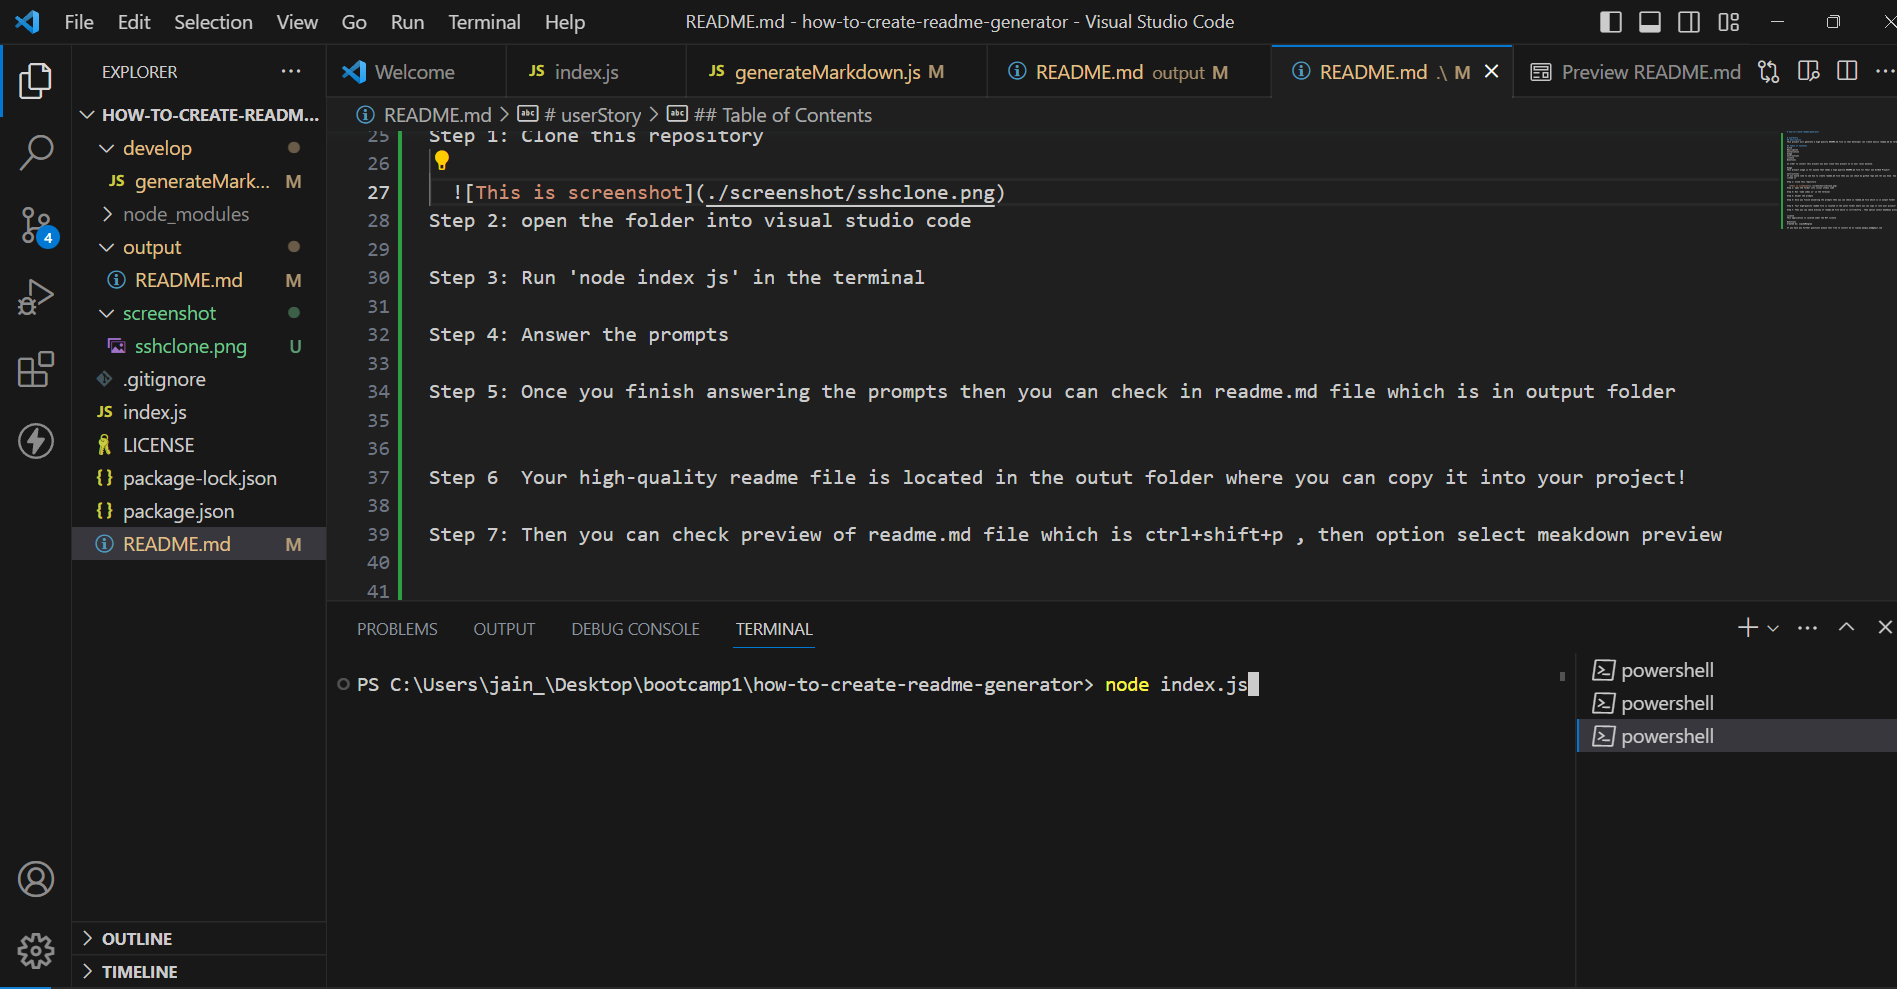 File Edit Selection View Go Run Terminal Help README.md - how-to-create-readme-generator - Visual Studio Code
EXPLORER
Welcome
JS index.js
JS generateMarkdown.js M
README.md output M
README.md .\ M
Preview README.md
HOW-TO-CREATE-READM...
develop
JS generateMark... M
node_modules
4
output
README.md M
screenshot
sshclone.png U
.gitignore
JS index.js
LICENSE
{} package-lock.json
{} package.json
README.md M
OUTLINE
TIMELINE
README.md > abc # userStory > abc ## Table of Contents
25 Step 1: Clone this repository
26
27 ![This is screenshot](./screenshot/sshclone.png)
28 Step 2: open the folder into visual studio code
29
30 Step 3: Run 'node index js' in the terminal
31
32 Step 4: Answer the prompts
33
34 Step 5: Once you finish answering the prompts then you can check in readme.md file which is in output folder
35
36
37 Step 6  Your high-quality readme file is located in the outut folder where you can copy it into your project!
38
39 Step 7: Then you can check preview of readme.md file which is ctrl+shift+p , then option select meakdown preview
40
41
PROBLEMS OUTPUT DEBUG CONSOLE TERMINAL
PS C:\Users\jain_\Desktop\bootcamp1\how-to-create-readme-generator> node index.js
powershell
powershell
powershell